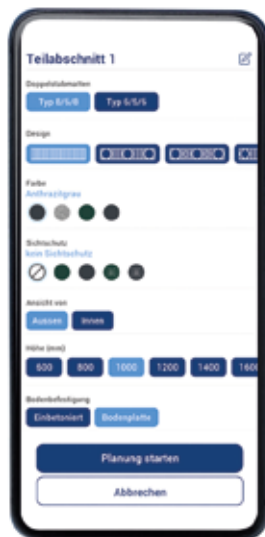 Teilabschnitt 1
Doppelstabmatten
Typ 8/6/8 Typ 6/5/6
Design
Farbe
Anthrazitgrau
Sichtschutz
kein Sichtschutz
Ansicht von
Aussen Innen
Höhe (mm)
600 800 1000 1200 1400 1600
Bodenbefestigung
Einbetoniert Bodenplatte
Planung starten
Abbrechen